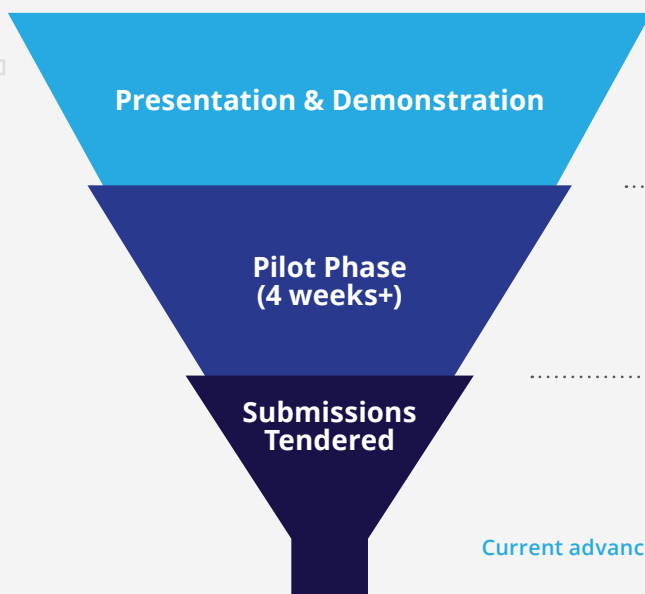 Presentation & Demonstration
Pilot Phase
(4 weeks+)
Submissions
Tendered
Current advanc